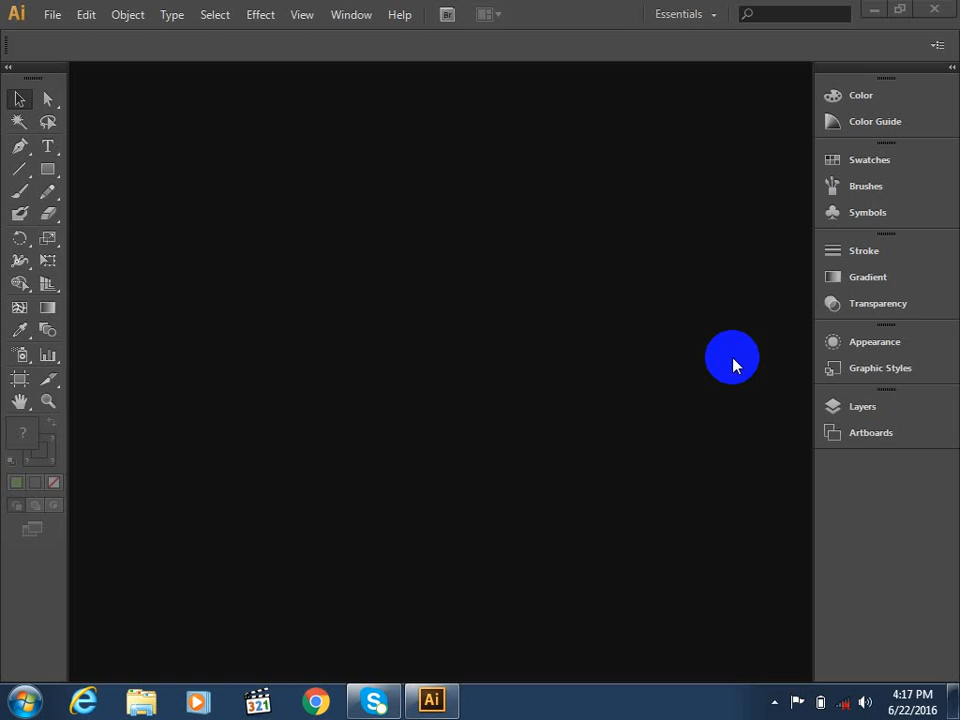 Ai File Edit Object Type Select Effect View Window Help Br Essentials
Color
Color Guide
Swatches
Brushes
Symbols
Stroke
Gradient
Transparency
Appearance
Graphic Styles
Layers
Artboards
T
?
?
? ?
321
S
Ai
4:17 PM
6/22/2016